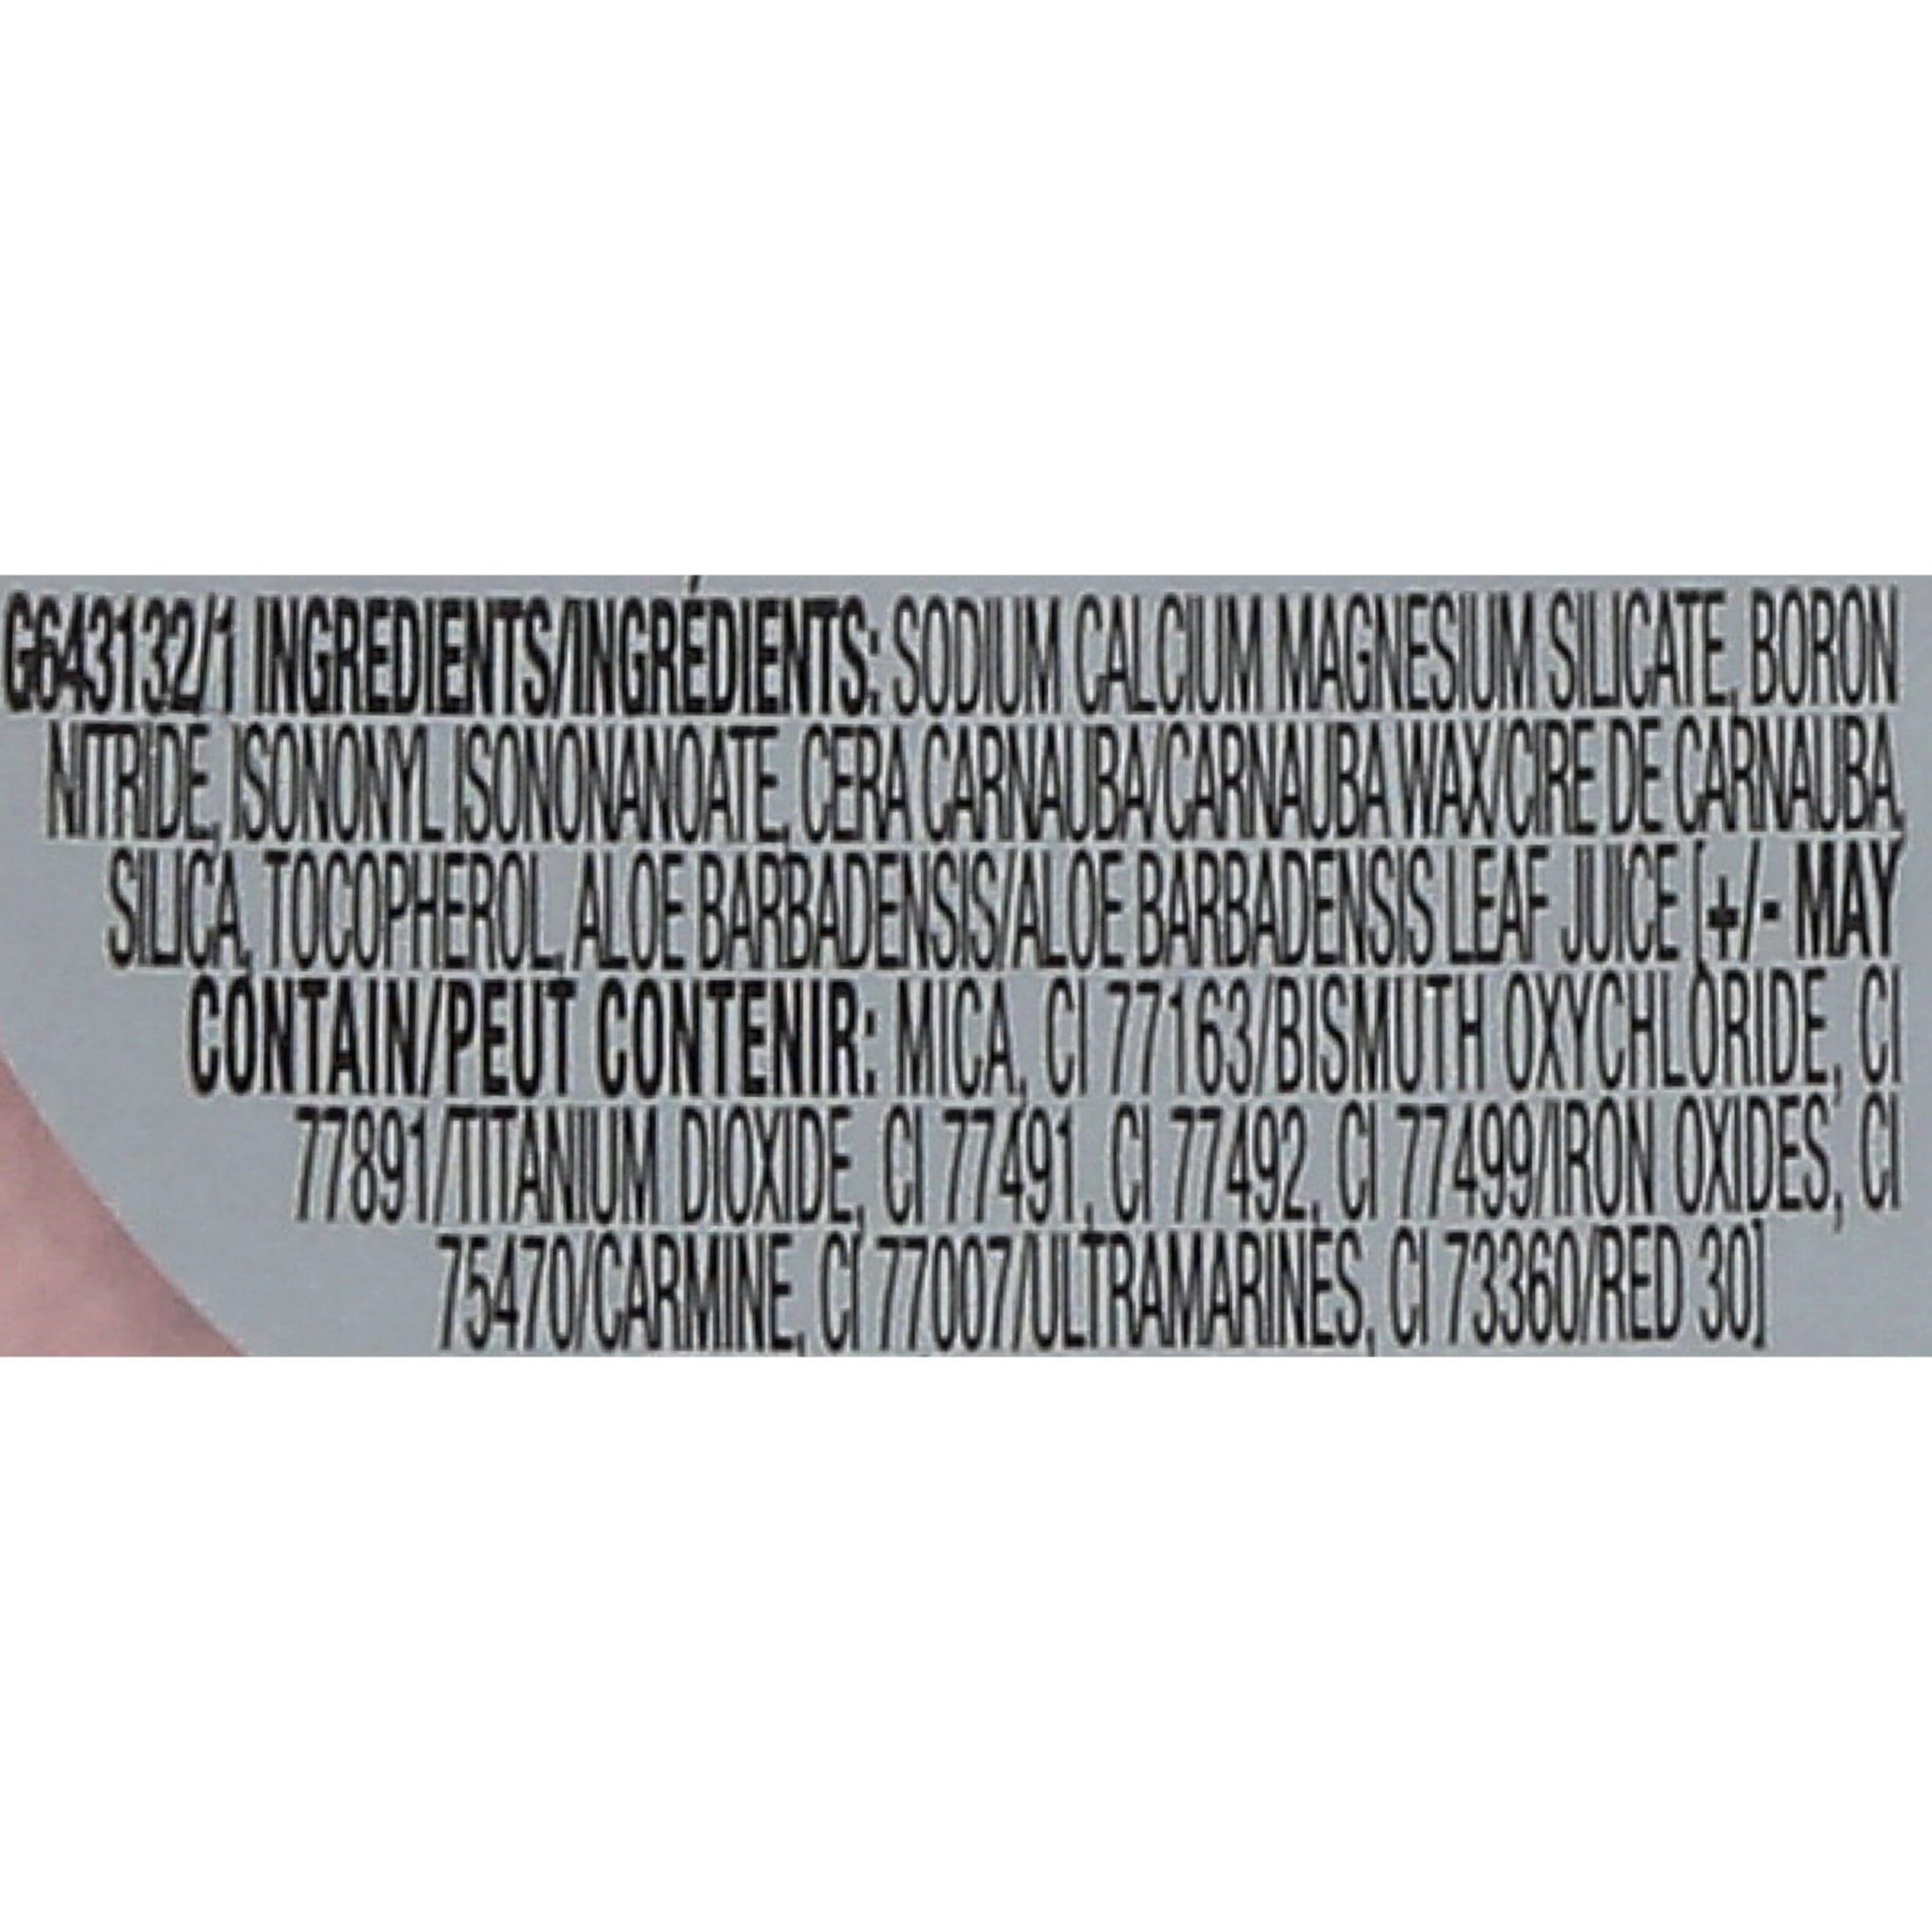 G643132/1 INGREDIENTS/INGRÉDIENTS: SODIUM CALCIUM MAGNESIUM SILICATE, BORON
NITRIDE, ISONONYL ISONONANOATE, CERA CARNAUBA/CARNAUBA WAX/CIRE DE CARNAUBA,
SILICA, TOCOPHEROL, ALOE BARBADENSIS/ALOE BARBADENSIS LEAF JUICE [+/- MAY
CONTAIN/PEUT CONTENIR: MICA, CI 77163/BISMUTH OXYCHLORIDE, CI
77891/TITANIUM DIOXIDE, CI 77491, CI 77492, CI 77499/IRON OXIDES, CI
75470/CARMINE, CI 77007/ULTRAMARINES, CI 73360/RED 30]